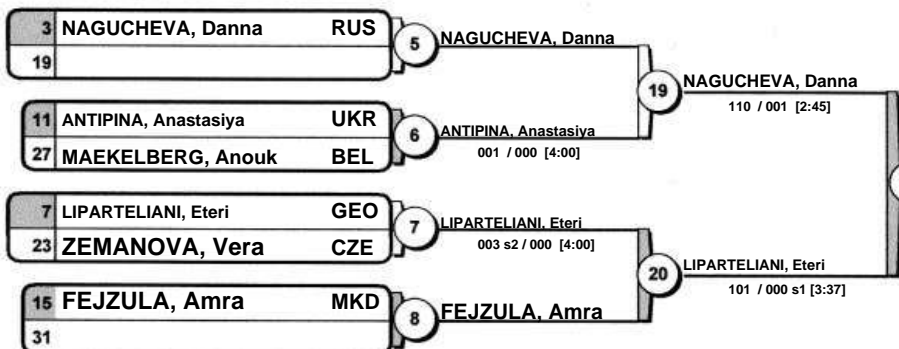 3 NAGUCHEVA, Danna RUS
19
5 NAGUCHEVA, Danna
11 ANTIPINA, Anastasiya UKR
27 MAEKELBERG, Anouk BEL
6 ANTIPINA, Anastasiya
001 / 000 [4:00]
19 NAGUCHEVA, Danna
110 / 001 [2:45]
7 LIPARTELIANI, Eteri GEO
23 ZEMANOVA, Vera CZE
7 LIPARTELIANI, Eteri
003 s2 / 000 [4:00]
15 FEJZULA, Amra MKD
31
8 FEJZULA, Amra
20 LIPARTELIANI, Eteri
101 / 000 s1 [3:37]